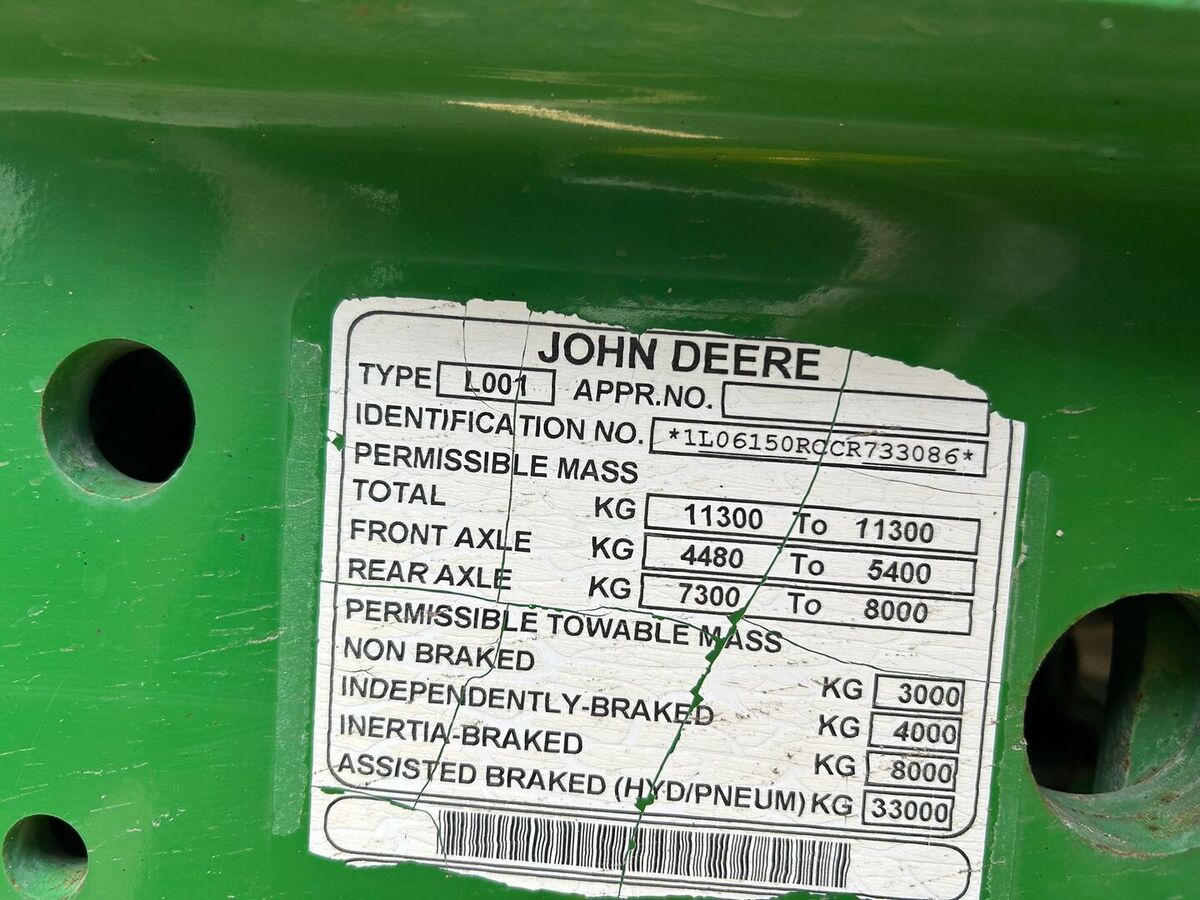 JOHN DEERE
TYPE L001 APPR.NO.
IDENTIFICATION NO. *1L06150RCCR733086*
PERMISSIBLE MASS
TOTAL KG 11300 To 11300
FRONT AXLE KG 4480 To 5400
REAR AXLE KG 7300 To 8000
PERMISSIBLE TOWABLE MASS
NON BRAKED KG 3000
INDEPENDENTLY-BRAKED KG 4000
INERTIA-BRAKED KG 8000
ASSISTED BRAKED (HYD/PNEUM) KG 33000